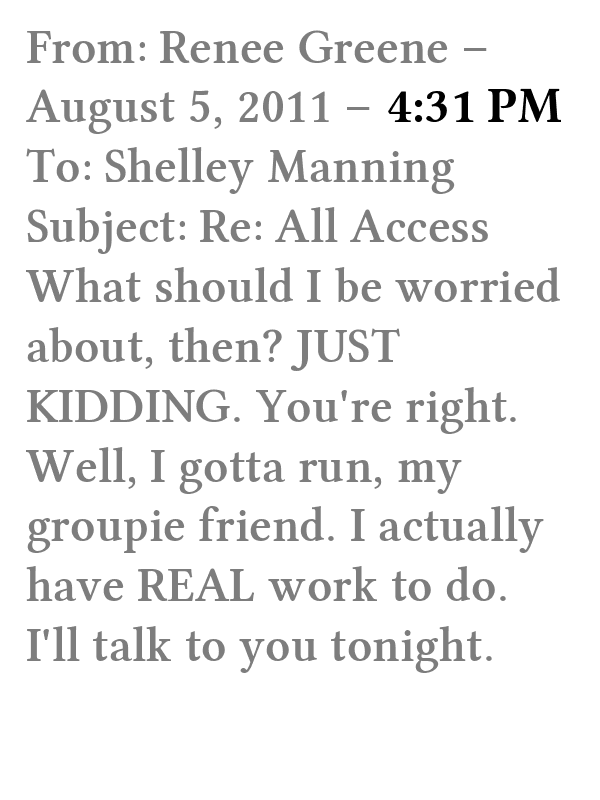 From: Renee Greene –
August 5, 2011 – 4:31 PM
To: Shelley Manning
Subject: Re: All Access
What should I be worried
about, then? JUST
KIDDING. You're right.
Well, I gotta run, my
groupie friend. I actually
have REAL work to do.
I'll talk to you tonight.